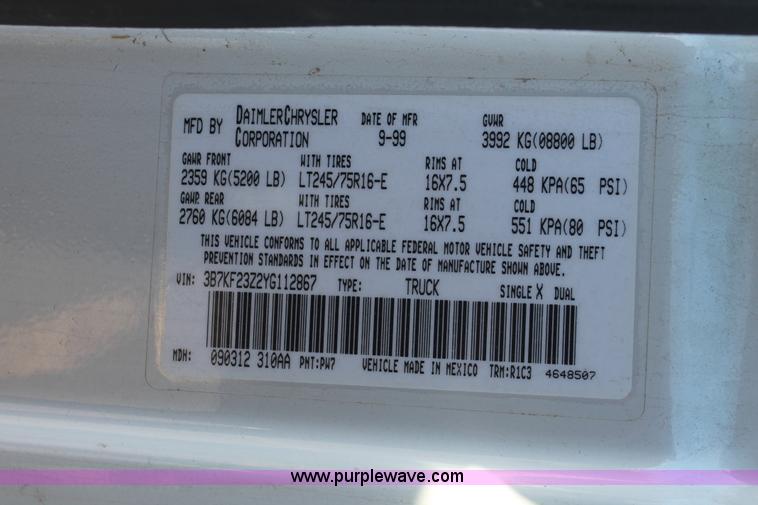 MFD BY DAIMLERCHRYSLER CORPORATION DATE OF MFR 9-99 GVWR 3992 KG(08800 LB)
GAWR FRONT WITH TIRES RIMS AT COLD
2359 KG(5200 LB) LT245/75R16-E 16X7.5 448 KPA(65 PSI)
GAWR REAR WITH TIRES RIMS AT COLD
2760 KG(6084 LB) LT245/75R16-E 16X7.5 551 KPA(80 PSI)
THIS VEHICLE CONFORMS TO ALL APPLICABLE FEDERAL MOTOR VEHICLE SAFETY AND THEFT
PREVENTION STANDARDS IN EFFECT ON THE DATE OF MANUFACTURE SHOWN ABOVE.
VIN: 3B7KF23Z2YG112867 TYPE: TRUCK SINGLE X DUAL
MDH: 090312 310AA PNT:PW7 VEHICLE MADE IN MEXICO TRM:R1C3 4648507
www.purplewave.com